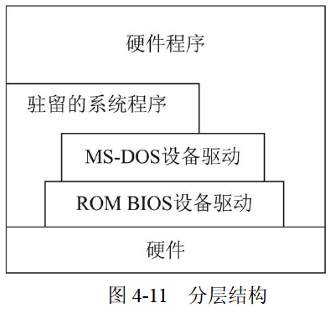 硬件程序
驻留的系统程序
MS-DOS设备驱动
ROM BIOS设备驱动
硬件
图 4-11 分层结构